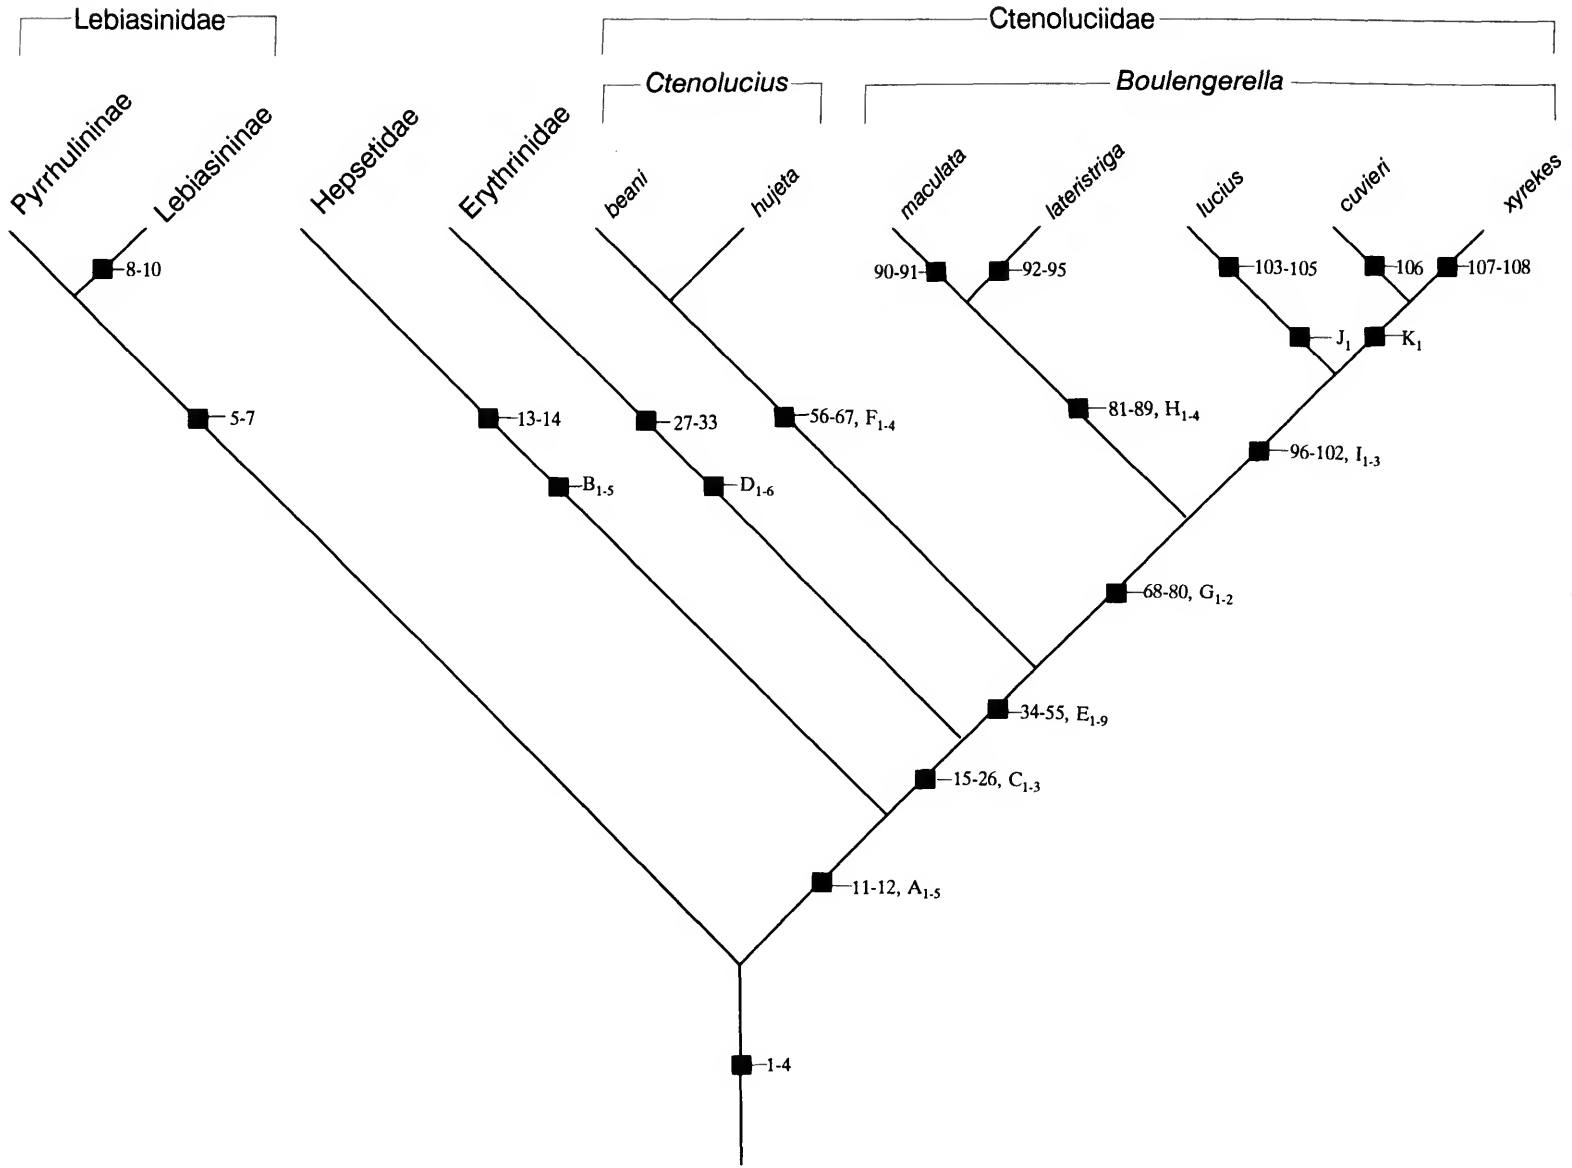 Lebiasinidae
Ctenoluciidae
Ctenolucius
Boulengerella
Pyrrhulininae
Lebiasininae
Hepsetidae
Erythrinidae
beani
hujeta
maculata
lateristriga
lucius
cuvieri
xyrekes
8-10
90-91
92-95
103-105
106
107-108
J1
K1
5-7
13-14
27-33
56-67, F1-4
81-89, H1-4
96-102, I1-3
B1-5
D1-6
68-80, G1-2
34-55, E1-9
15-26, C1-3
11-12, A1-5
1-4